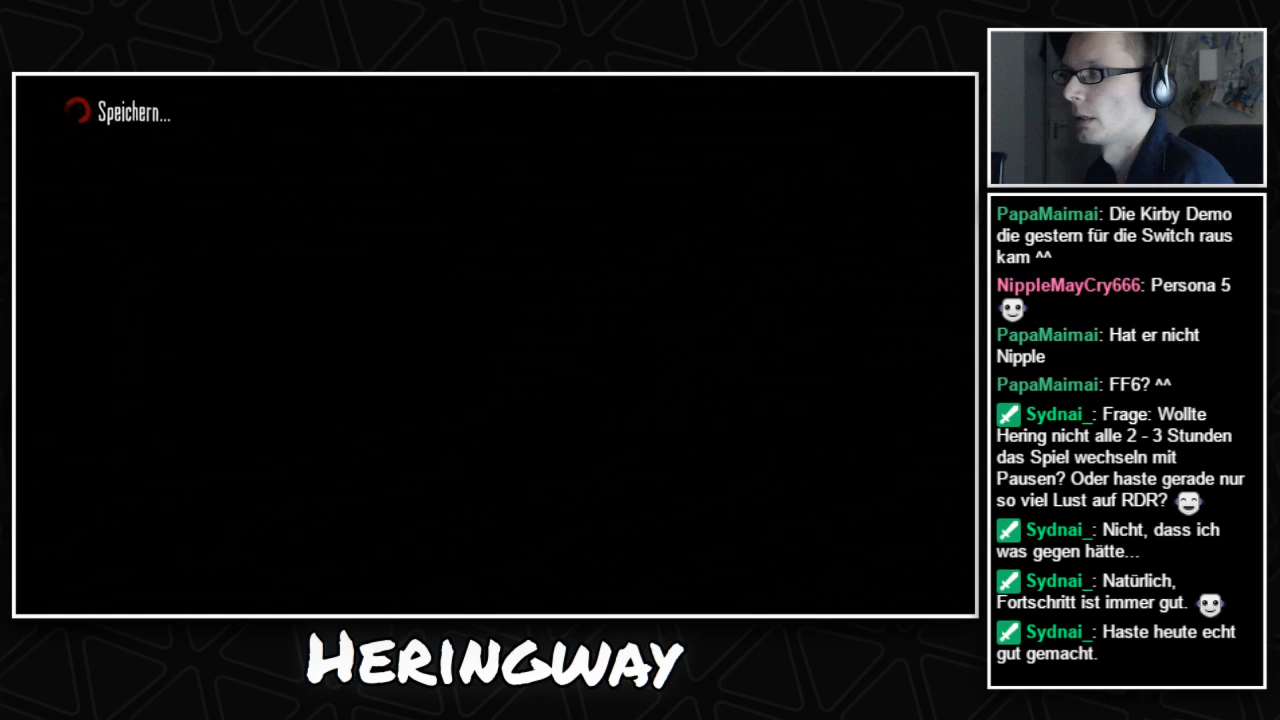 Speichern...
HERINGWAY
PapaMaimai: Die Kirby Demo
die gestern für die Switch raus
kam ^^
NippleMayCry666: Persona 5
PapaMaimai: Hat er nicht
Nipple
PapaMaimai: FF6? ^^
Sydnai_: Frage: Wollte
Hering nicht alle 2 - 3 Stunden
das Spiel wechseln mit
Pausen? Oder haste gerade nur
so viel Lust auf RDR?
Sydnai_: Nicht, dass ich
was gegen hätte...
Sydnai_: Natürlich,
Fortschritt ist immer gut.
Sydnai_: Haste heute echt
gut gemacht.